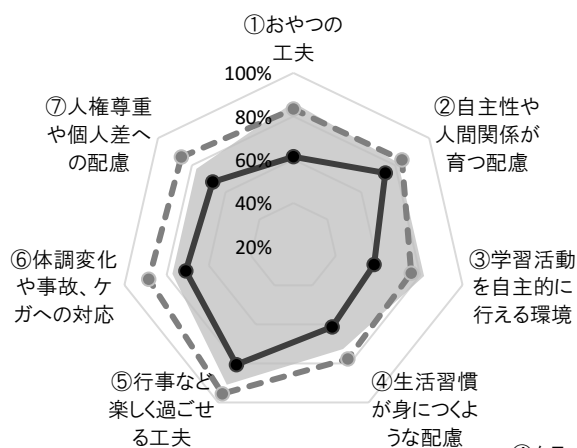 ①おやつの
工夫
②自主性や
人間関係が
育つ配慮
③学習活動
を自主的に
行える環境
④生活習慣
が身につくよ
うな配慮
⑤行事など
楽しく過ごせ
る工夫
⑥体調変化
や事故、ケ
ガへの対応
⑦人権尊重
や個人差へ
の配慮
100%
80%
60%
40%
20%